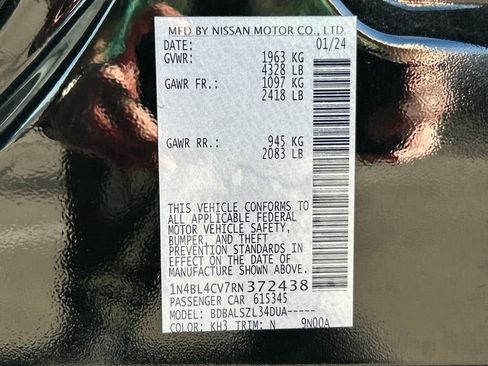 MFD BY NISSAN MOTOR CO., LTD.
DATE: 01/24
GVWR: 1963 KG
4328 LB
GAWR FR.: 1097 KG
2418 LB
GAWR RR.: 945 KG
2083 LB
THIS VEHICLE CONFORMS TO
ALL APPLICABLE FEDERAL
MOTOR VEHICLE SAFETY,
BUMPER, AND THEFT
PREVENTION STANDARDS IN
EFFECT ON THE DATE OF
MANUFACTURE SHOWN ABOVE.
1N4BL4CV7RN372438
PASSENGER CAR 615345
MODEL: BDBALSZL34DUA-----
COLOR: KH3 TRIM: N 9N00A